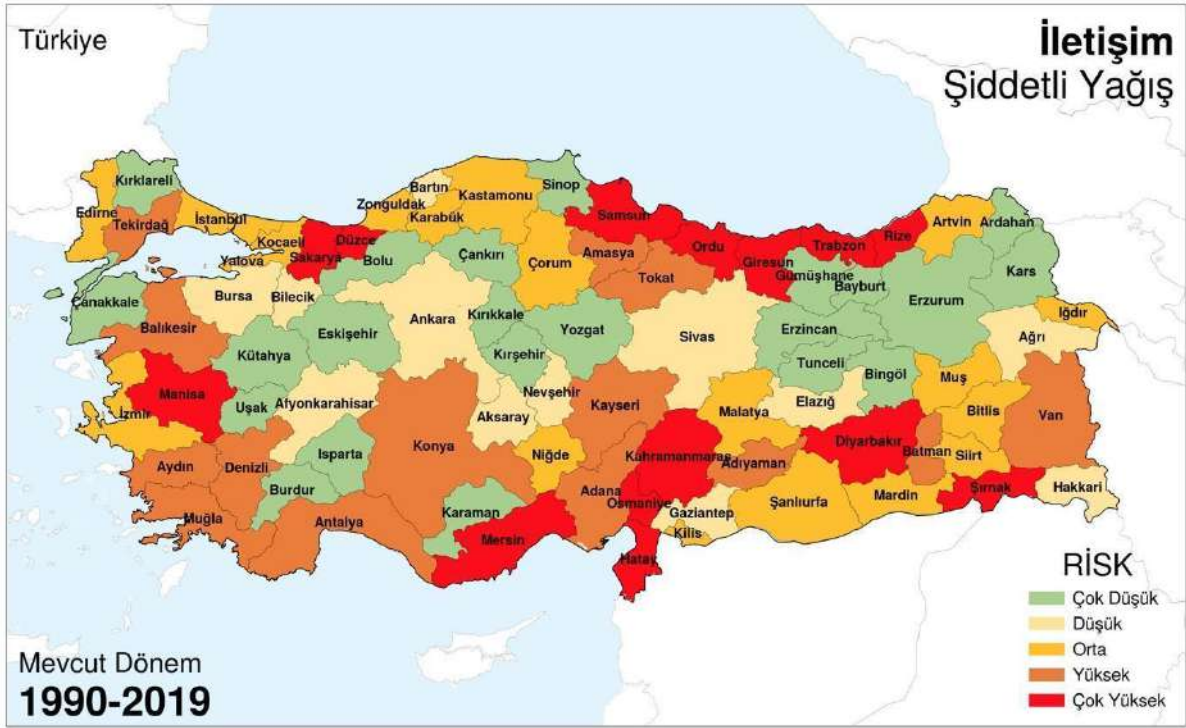 Türkiye
İletişim
Şiddetli Yağış
Kırklareli
Edirne
Tekirdağ
İstanbul
Kocaeli
Yalova
Sakarya
Düzce
Bolu
Zonguldak
Bartın
Karabük
Kastamonu
Sinop
Çankırı
Çorum
Samsun
Amasya
Tokat
Ordu
Giresun
Gümüşhane
Trabzon
Rize
Bayburt
Artvin
Ardahan
Kars
Erzurum
Iğdır
Ağrı
Çanakkale
Balıkesir
Bursa
Bilecik
Eskişehir
Kütahya
Ankara
Kırıkkale
Kırşehir
Yozgat
Sivas
Erzincan
Tunceli
Bingöl
Muş
Bitlis
Van
Manisa
İzmir
Uşak
Afyonkarahisar
Aksaray
Nevşehir
Kayseri
Malatya
Elazığ
Diyarbakır
Batman
Siirt
Aydın
Denizli
Isparta
Burdur
Konya
Niğde
Kahramanmaraş
Adıyaman
Adana
Osmaniye
Gaziantep
Şanlıurfa
Mardin
Şırnak
Hakkari
Muğla
Antalya
Karaman
Mersin
Kilis
Hatay
RİSK
Çok Düşük
Düşük
Orta
Yüksek
Çok Yüksek
Mevcut Dönem
1990-2019